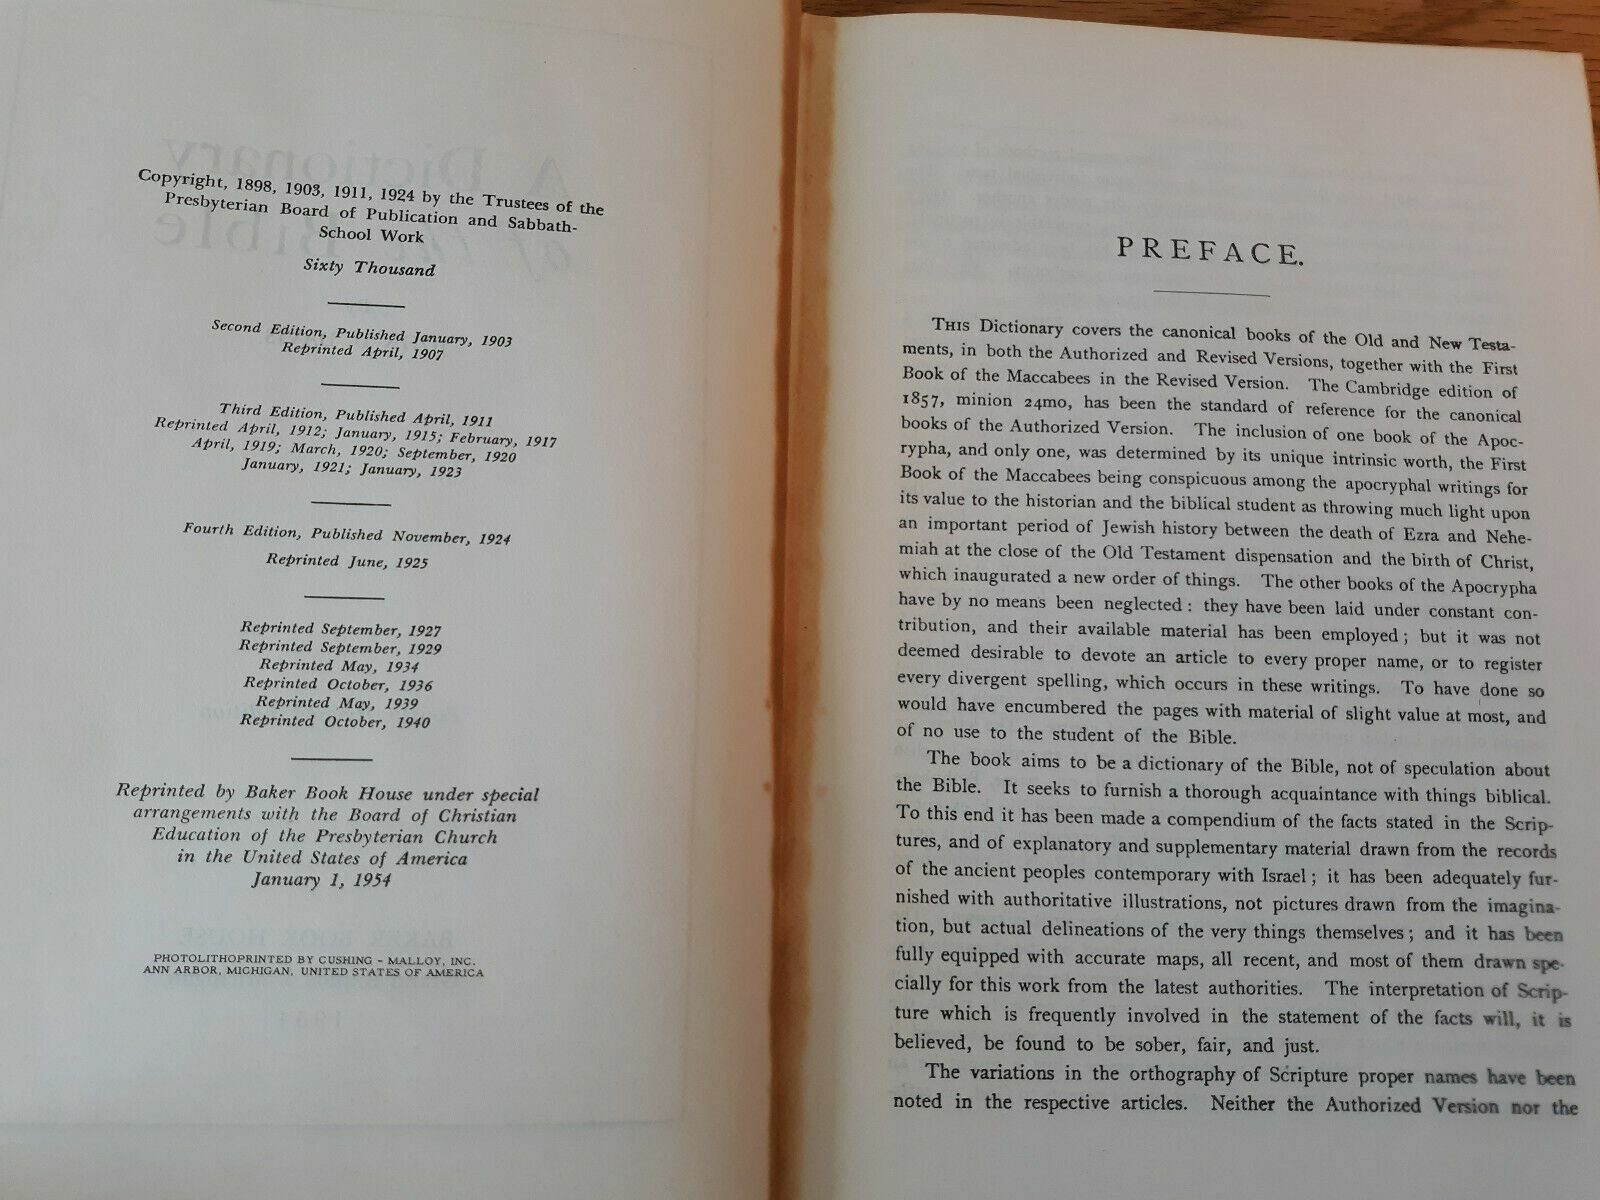 Copyright, 1898, 1903, 1911, 1924 by the Trustees of the
Presbyterian Board of Publication and Sabbath-
School Work
Sixty Thousand
Second Edition, Published January, 1903
Reprinted April, 1907
Third Edition, Published April, 1911
Reprinted April, 1912; January, 1915; February, 1917
April, 1919; March, 1920; September, 1920
January, 1921; January, 1923
Fourth Edition, Published November, 1924
Reprinted June, 1925
Reprinted September, 1927
Reprinted September, 1929
Reprinted May, 1934
Reprinted October, 1936
Reprinted May, 1939
Reprinted October, 1940
Reprinted by Baker Book House under special
arrangements with the Board of Christian
Education of the Presbyterian Church
in the United States of America
January 1, 1954
PHOTOLITHOPRINTED BY CUSHING - MALLOY, INC.
ANN ARBOR, MICHIGAN, UNITED STATES OF AMERICA
PREFACE.
THIS Dictionary covers the canonical books of the Old and New Testa-
ments, in both the Authorized and Revised Versions, together with the First
Book of the Maccabees in the Revised Version. The Cambridge edition of
1857, minion 24mo, has been the standard of reference for the canonical
books of the Authorized Version. The inclusion of one book of the Apoc-
rypha, and only one, was determined by its unique intrinsic worth, the First
Book of the Maccabees being conspicuous among the apocryphal writings for
its value to the historian and the biblical student as throwing much light upon
an important period of Jewish history between the death of Ezra and Nehe-
miah at the close of the Old Testament dispensation and the birth of Christ,
which inaugurated a new order of things. The other books of the Apocrypha
have by no means been neglected : they have been laid under constant con-
tribution, and their available material has been employed ; but it was not
deemed desirable to devote an article to every proper name, or to register
every divergent spelling, which occurs in these writings. To have done so
would have encumbered the pages with material of slight value at most, and
of no use to the student of the Bible.
The book aims to be a dictionary of the Bible, not of speculation about
the Bible. It seeks to furnish a thorough acquaintance with things biblical.
To this end it has been made a compendium of the facts stated in the Scrip-
tures, and of explanatory and supplementary material drawn from the records
of the ancient peoples contemporary with Israel ; it has been adequately fur-
nished with authoritative illustrations, not pictures drawn from the imagina-
tion, but actual delineations of the very things themselves ; and it has been
fully equipped with accurate maps, all recent, and most of them drawn spe-
cially for this work from the latest authorities. The interpretation of Scrip-
ture which is frequently involved in the statement of the facts will, it is
believed, be found to be sober, fair, and just.
The variations in the orthography of Scripture proper names have been
noted in the respective articles. Neither the Authorized Version nor the